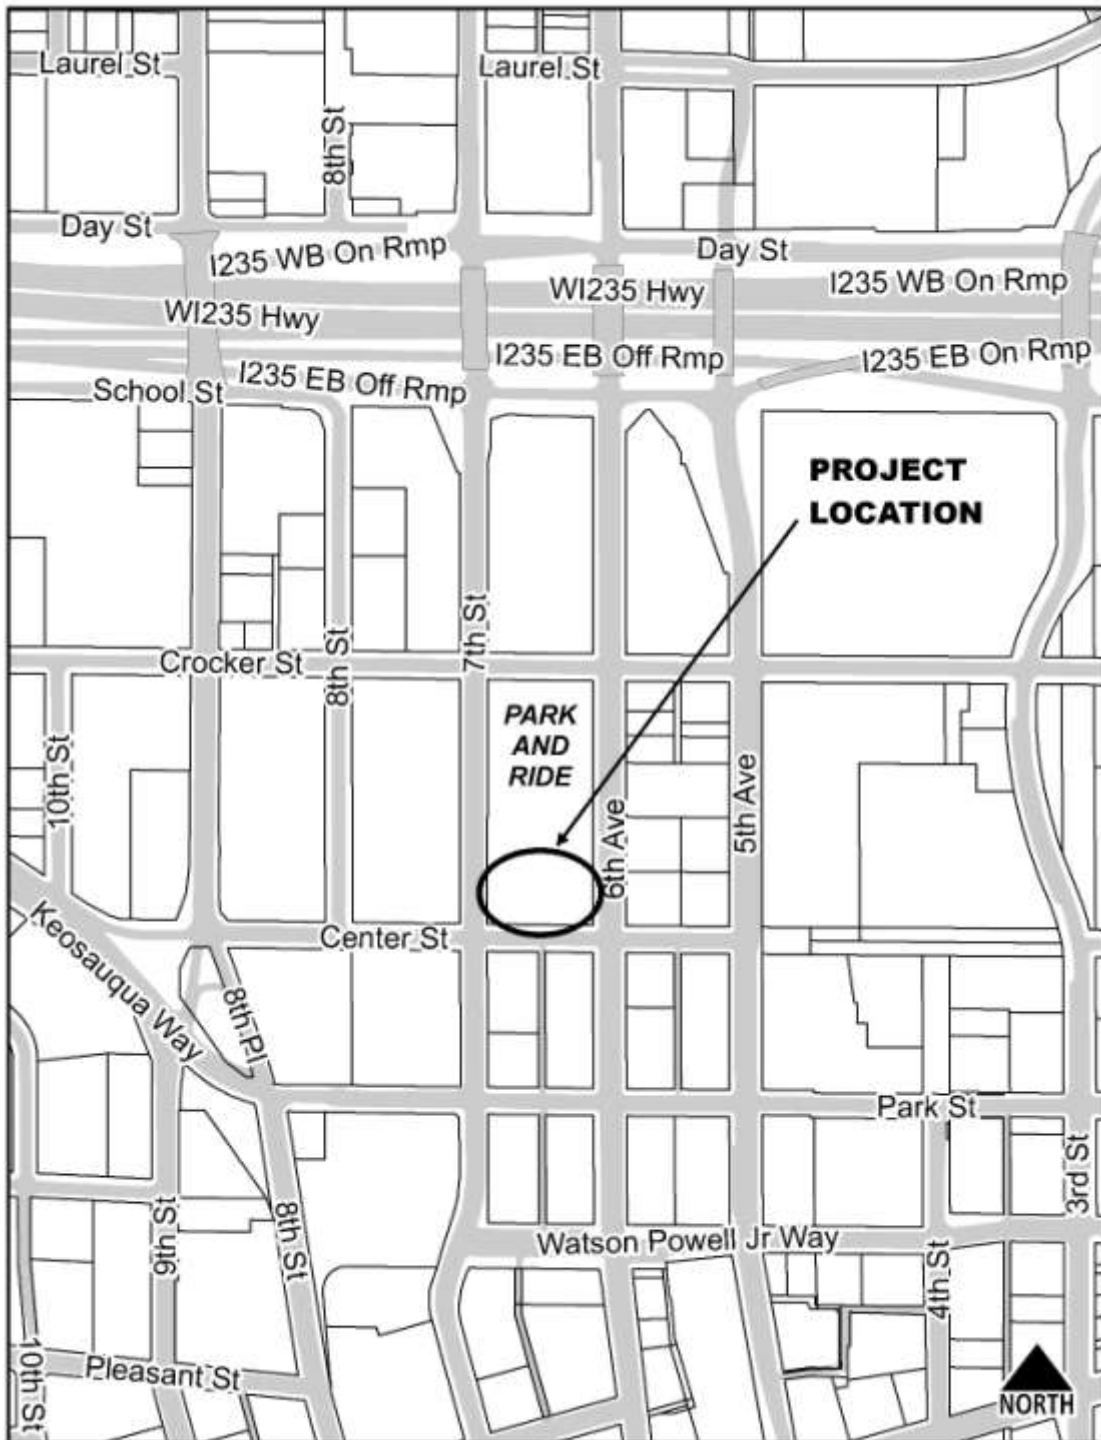 Laurel St
Laurel St
8th St
Day St
I235 WB On Rmp
Day St
WI235 Hwy
I235 WB On Rmp
WI235 Hwy
I235 EB Off Rmp
I235 EB On Rmp
School St
I235 EB Off Rmp
PROJECT
LOCATION
7th St
Crocker St
8th St
PARK
AND
RIDE
10th St
6th Ave
5th Ave
Keosauqua Way
Center St
8th Pl
Park St
3rd St
9th St
8th St
Watson Powell Jr Way
4th St
10th St
Pleasant St
NORTH